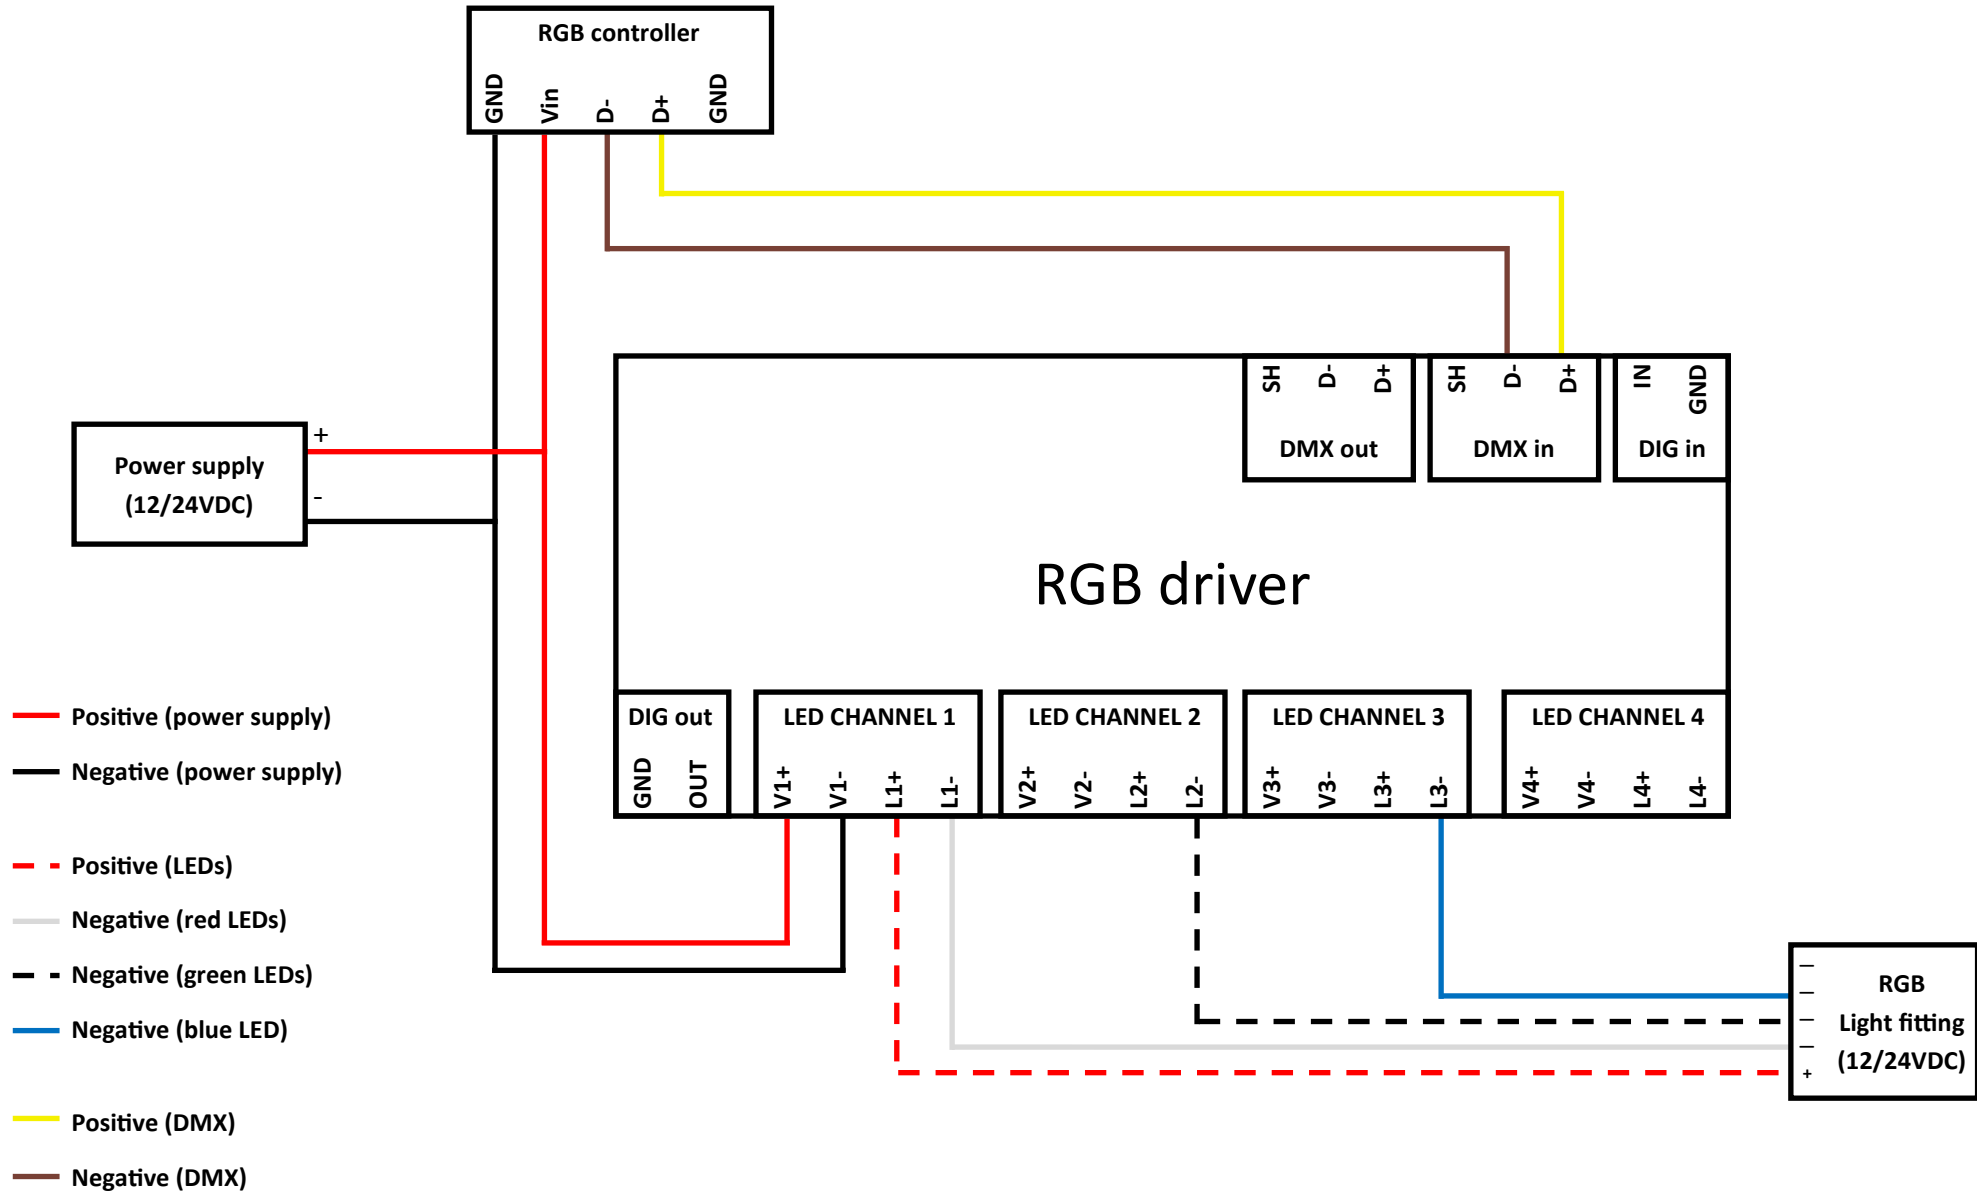 RGB controller
GND Vin D- D+ GND
SH D- D+ SH D- D+ IN GND
DMX out DMX in DIG in
+
Power supply
-
(12/24VDC)
RGB driver
DIG out LED CHANNEL 1 LED CHANNEL 2 LED CHANNEL 3 LED CHANNEL 4
GND OUT V1+ V1- L1+ L1- V2+ V2- L2+ L2- V3+ V3- L3+ L3- V4+ V4- L4+ L4-
Positive (power supply)
Negative (power supply)
Positive (LEDs)
Negative (red LEDs)
Negative (green LEDs)
Negative (blue LED)
Positive (DMX)
Negative (DMX)
–
–
–
–
+
RGB
Light fitting
(12/24VDC)